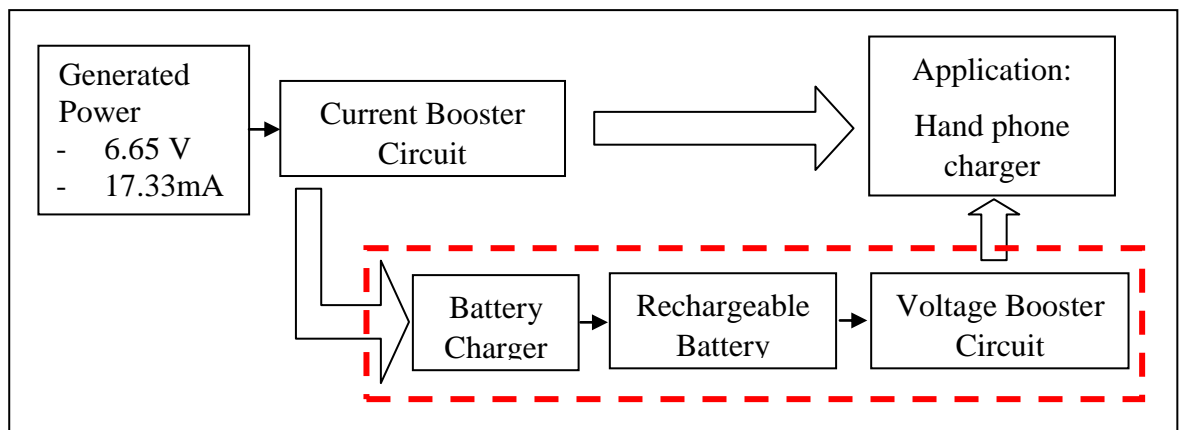 Generated
Power
- 6.65 V
- 17.33mA
Current Booster
Circuit
Application:
Hand phone
charger
Battery
Charger
Rechargeable
Battery
Voltage Booster
Circuit